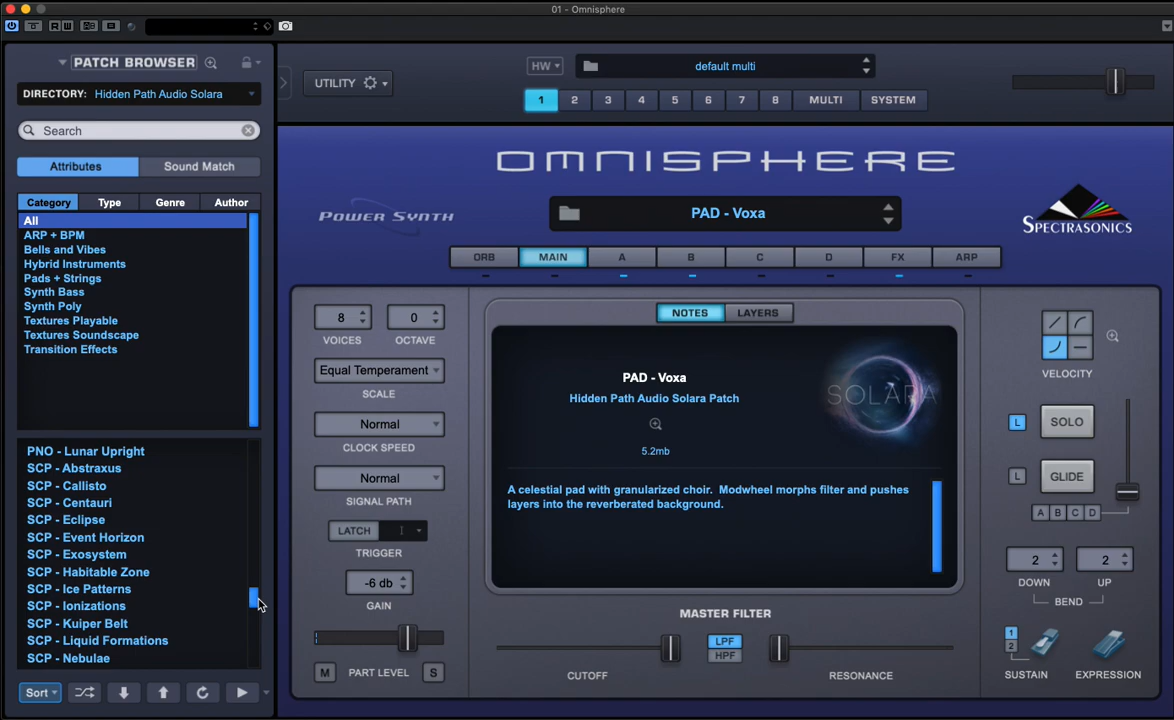 01 - Omnisphere
R W
PATCH BROWSER
DIRECTORY: Hidden Path Audio Solara
Search
Attributes Sound Match
Category Type Genre Author
All
ARP + BPM
Bells and Vibes
Hybrid Instruments
Pads + Strings
Synth Bass
Synth Poly
Textures Playable
Textures Soundscape
Transition Effects
PNO - Lunar Upright
SCP - Abstraxus
SCP - Callisto
SCP - Centauri
SCP - Eclipse
SCP - Event Horizon
SCP - Exosystem
SCP - Habitable Zone
SCP - Ice Patterns
SCP - Ionizations
SCP - Kuiper Belt
SCP - Liquid Formations
SCP - Nebulae
Sort
UTILITY
HW
default multi
1 2 3 4 5 6 7 8 MULTI SYSTEM
OMNISPHERE
POWER SYNTH
PAD - Voxa
SPECTRASONICS
ORB MAIN A B C D FX ARP
8
VOICES
0
OCTAVE
Equal Temperament
SCALE
Normal
CLOCK SPEED
Normal
SIGNAL PATH
LATCH
TRIGGER
-6 db
GAIN
M PART LEVEL S
NOTES LAYERS
PAD - Voxa
Hidden Path Audio Solara Patch
5.2mb
SOLARA
A celestial pad with granularized choir. Modwheel morphs filter and pushes
layers into the reverberated background.
MASTER FILTER
LPF
HPF
CUTOFF
RESONANCE
VELOCITY
L SOLO
L GLIDE
A B C D
2
DOWN
2
UP
BEND
1
2
SUSTAIN
EXPRESSION